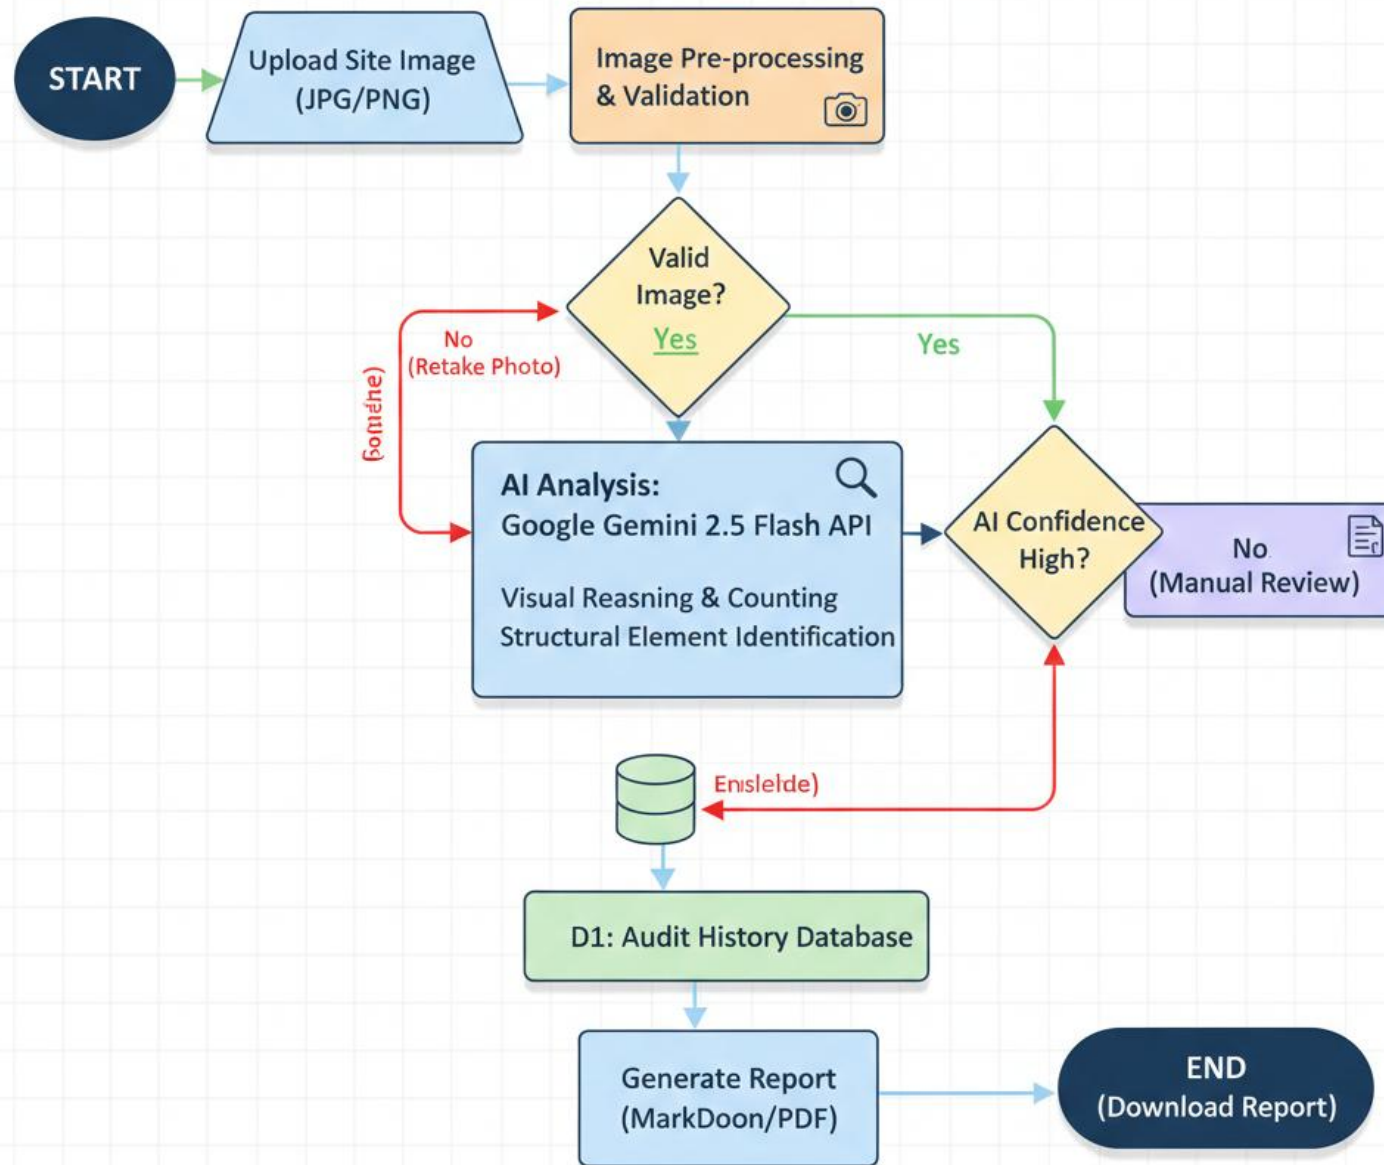 START
Upload Site Image
(JPG/PNG)
Image Pre-processing
& Validation
Valid
Image?
Yes
No
(Retake Photo)
Yes
AI Analysis:
Google Gemini 2.5 Flash API
Visual Reasning & Counting
Structural Element Identification
AI Confidence
High?
No
(Manual Review)
D1: Audit History Database
Generate Report
(MarkDoon/PDF)
END
(Download Report)